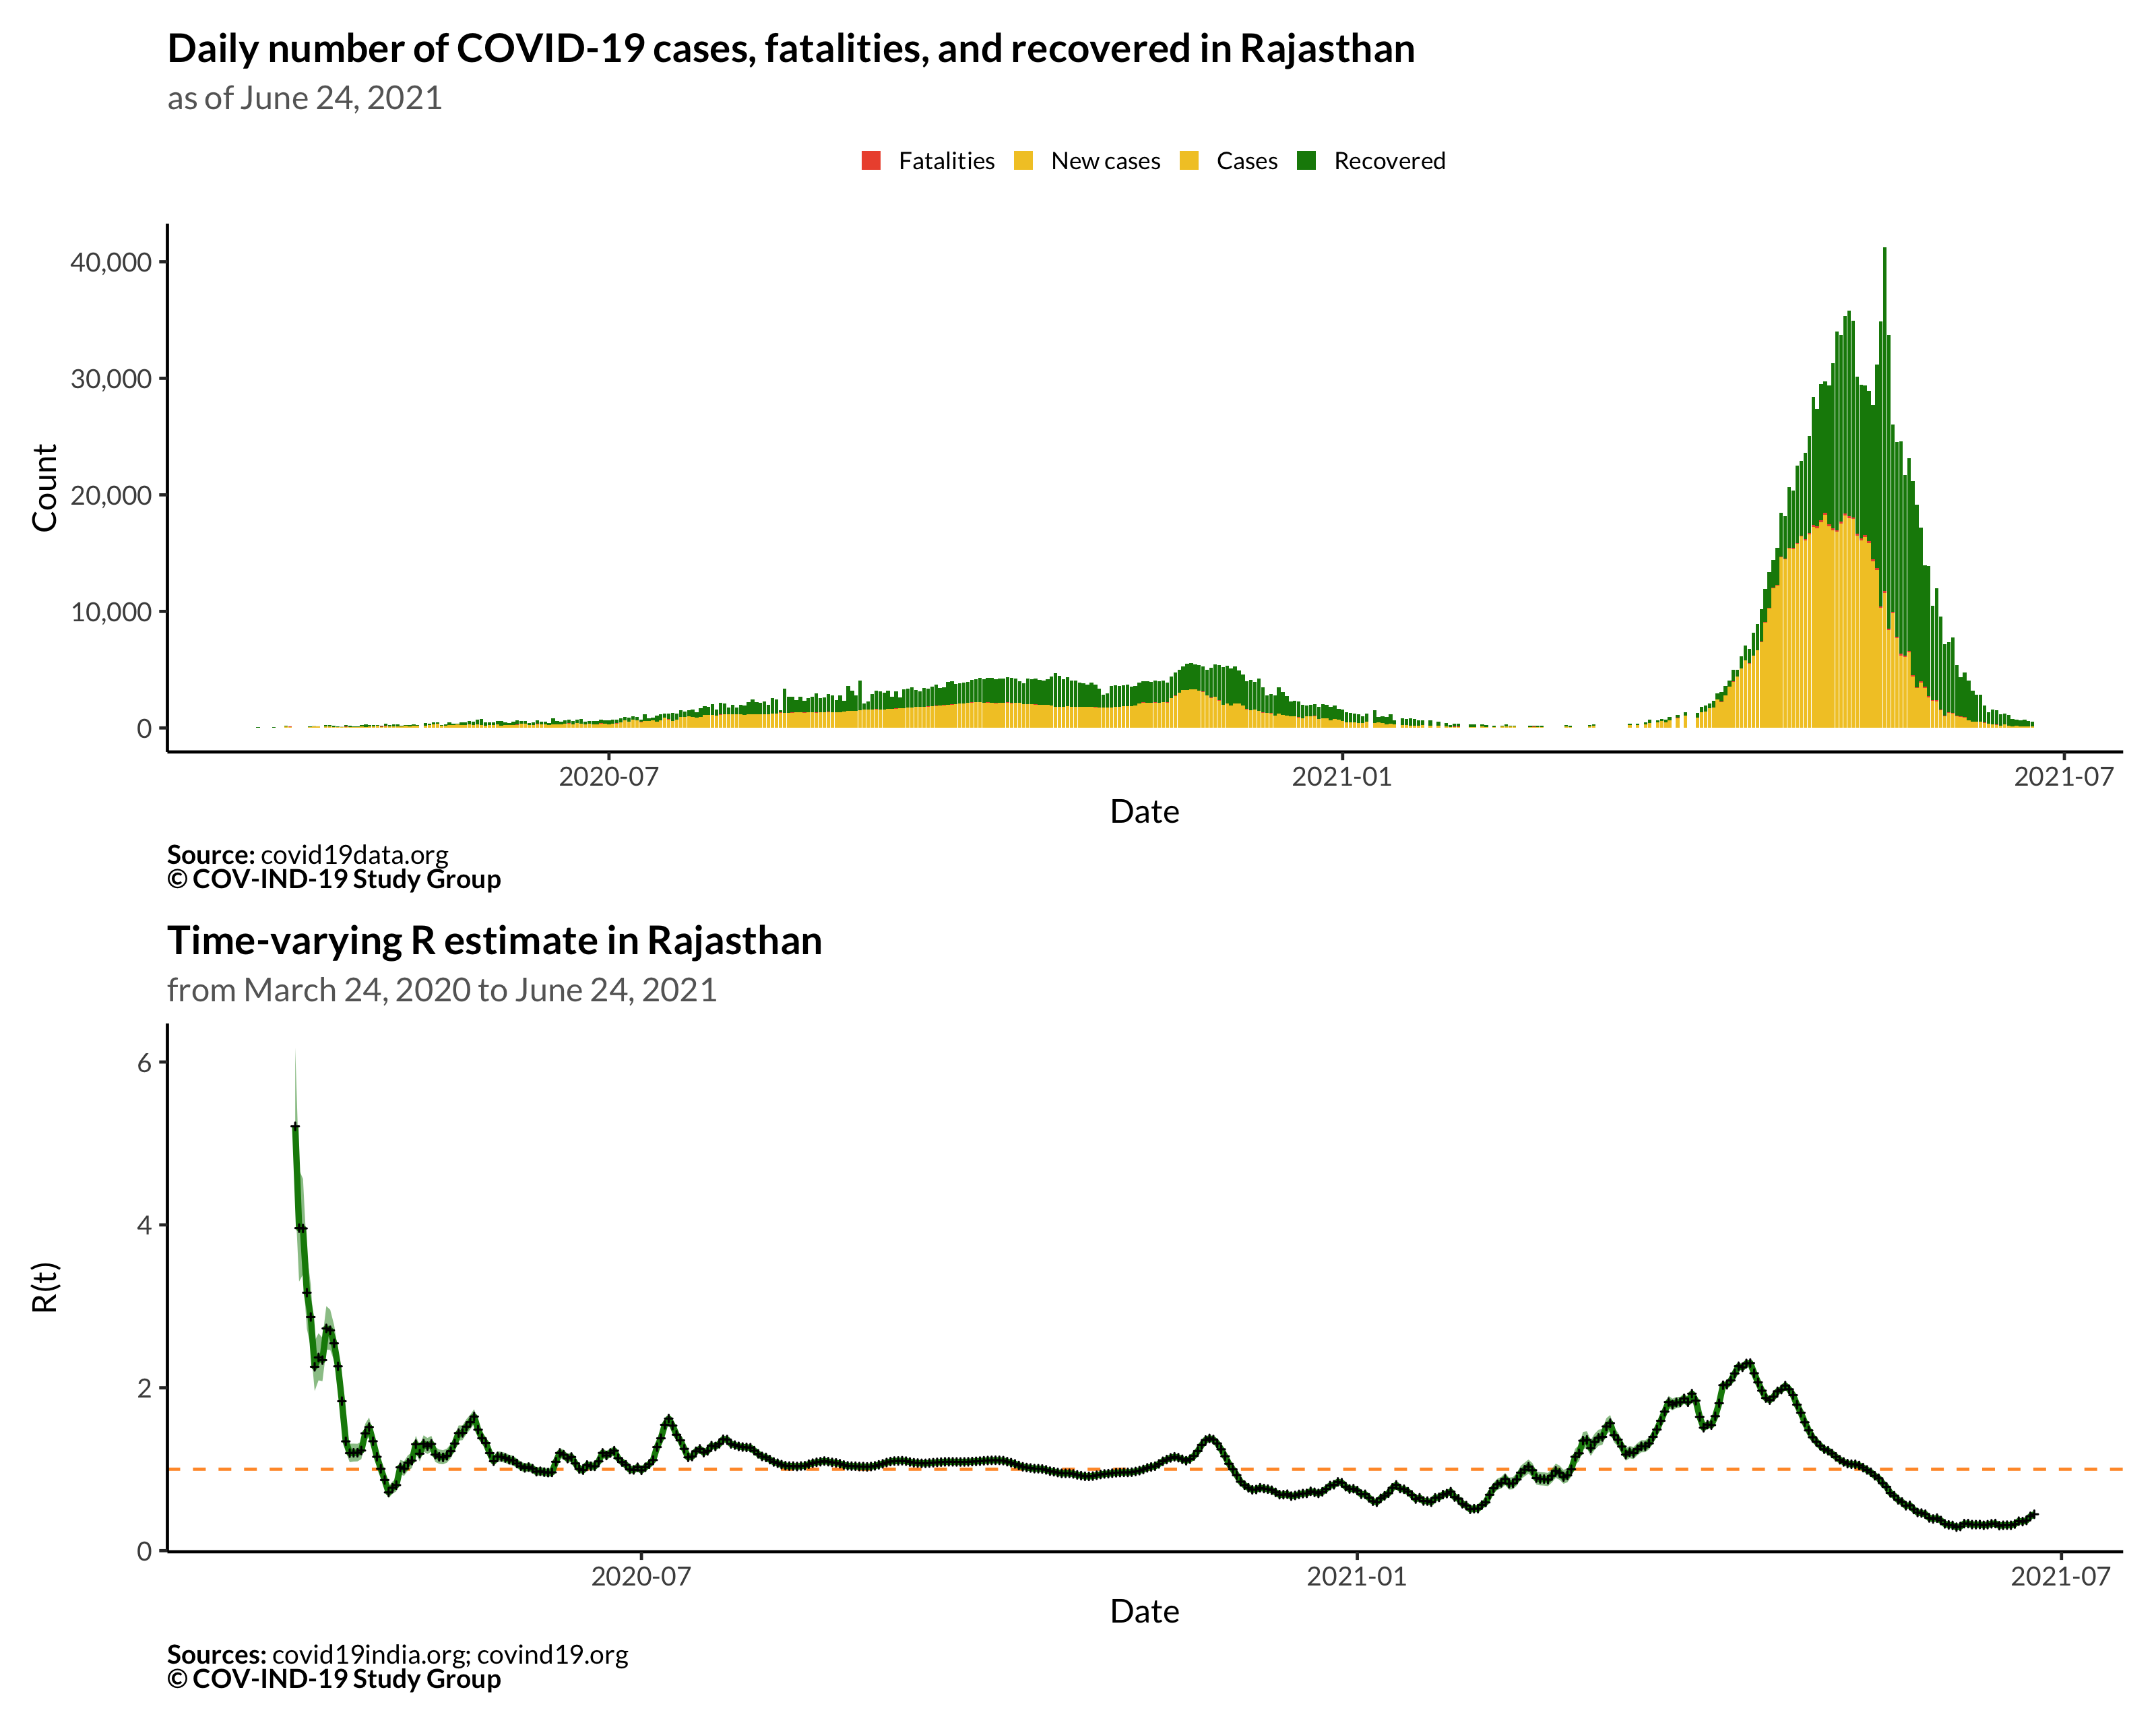 Daily number of COVID-19 cases, fatalities, and recovered in Rajasthan
as of June 24, 2021
Fatalities New cases Cases Recovered
40,000
30,000
20,000
10,000
0
Count
2020-07 2021-01 2021-07
Date
Source: covid19data.org
© COV-IND-19 Study Group
Time-varying R estimate in Rajasthan
from March 24, 2020 to June 24, 2021
6
4
2
0
R(t)
2020-07 2021-01 2021-07
Date
Sources: covid19india.org; covind19.org
© COV-IND-19 Study Group